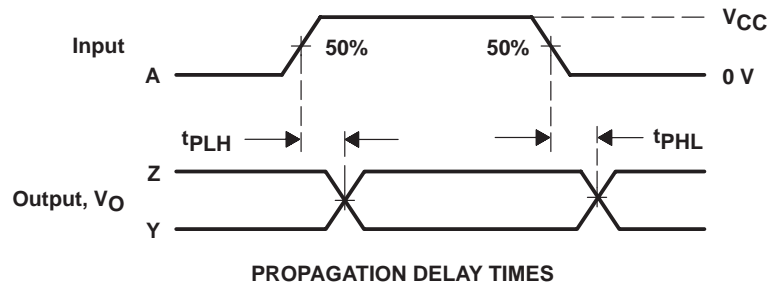 VCC
Input
50%
50%
A
0 V
tPLH
tPHL
Z
Output, VO
Y
PROPAGATION DELAY TIMES